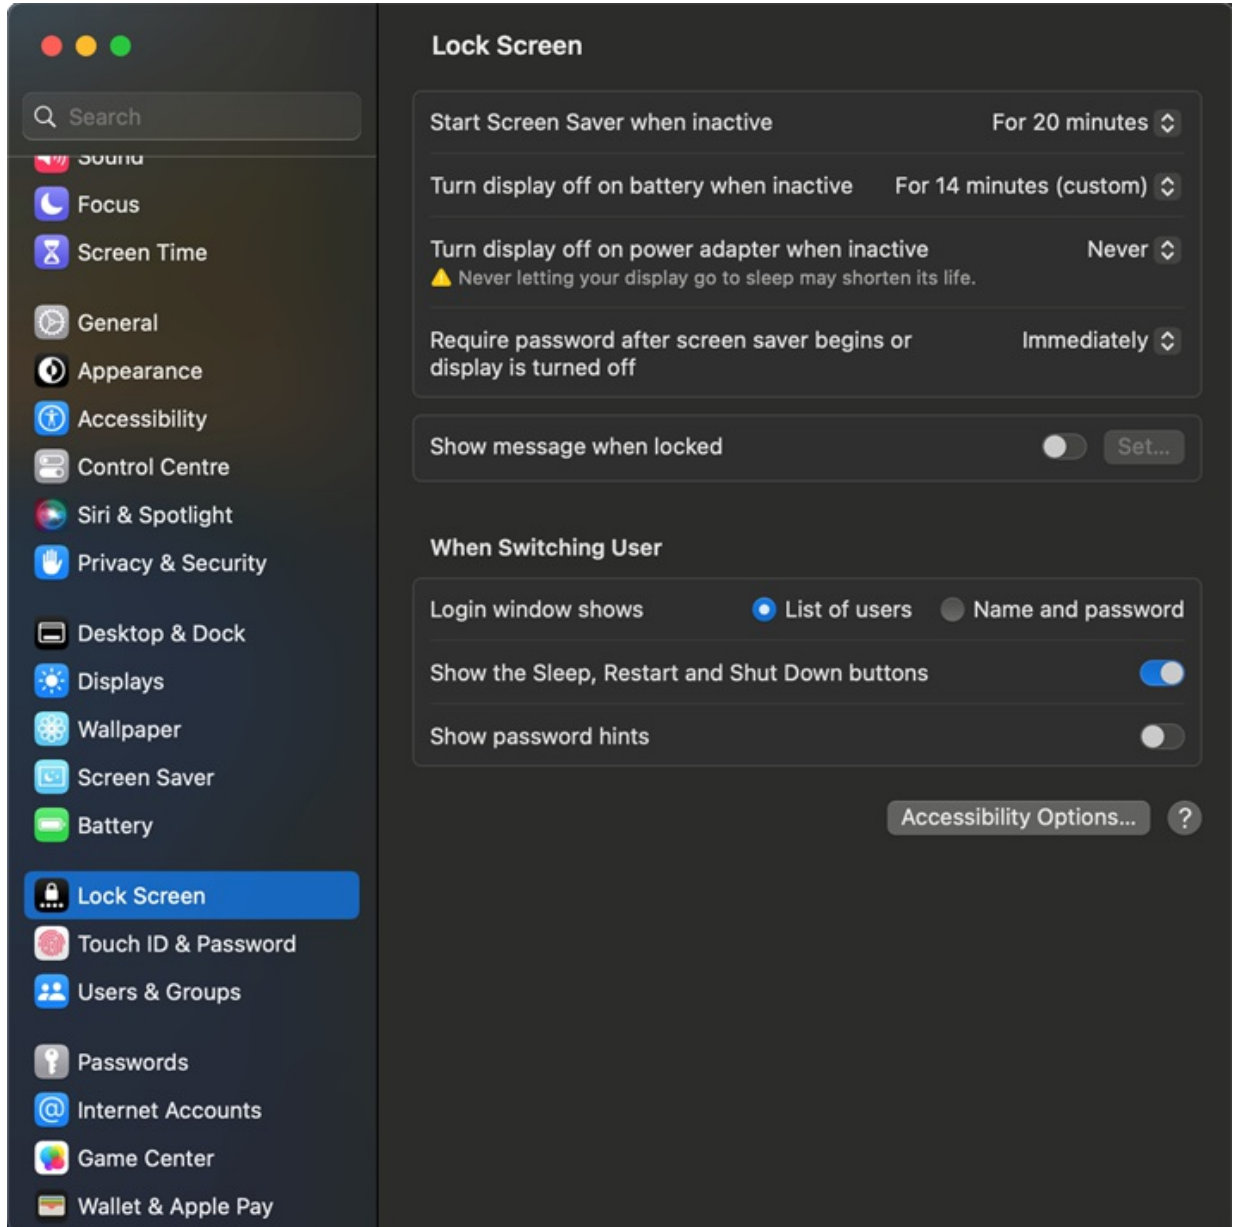 Search
Sound
Focus
Screen Time
General
Appearance
Accessibility
Control Centre
Siri & Spotlight
Privacy & Security
Desktop & Dock
Displays
Wallpaper
Screen Saver
Battery
Lock Screen
Touch ID & Password
Users & Groups
Passwords
Internet Accounts
Game Center
Wallet & Apple Pay
Lock Screen
Start Screen Saver when inactive For 20 minutes
Turn display off on battery when inactive For 14 minutes (custom)
Turn display off on power adapter when inactive Never
Never letting your display go to sleep may shorten its life.
Require password after screen saver begins or Immediately
display is turned off
Show message when locked Set...
When Switching User
Login window shows List of users Name and password
Show the Sleep, Restart and Shut Down buttons
Show password hints
Accessibility Options... ?